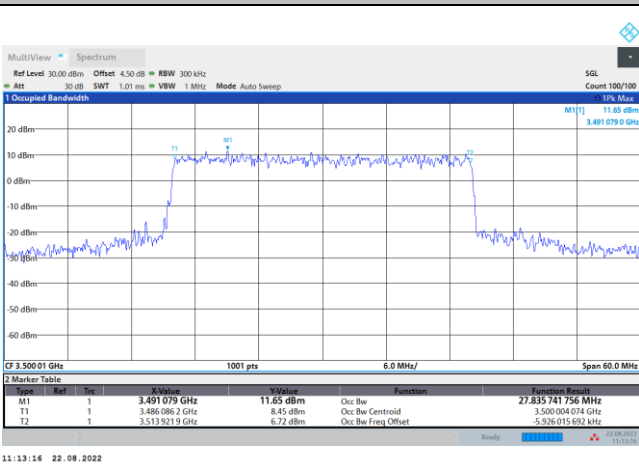 MultiView Spectrum
Ref Level 30.00 dBm Offset 4.50 dB RBW 300 kHz SGL
Att 30 dB SWT 1.01 ms VBW 1 MHz Mode Auto Sweep Count 100/100
1 Occupied Bandwidth 1Pk Max
M1[1] 11.65 dBm
3.491 079 0 GHz
20 dBm
M1
T1
T2
10 dBm
0 dBm
-10 dBm
-20 dBm
-30 dBm
-40 dBm
-50 dBm
-60 dBm
CF 3.500 01 GHz 1001 pts 6.0 MHz/ Span 60.0 MHz
2 Marker Table
Type Ref Trc X-Value Y-Value Function Function Result
M1 1 3.491 079 GHz 11.65 dBm Occ Bw 27.835 741 756 MHz
T1 1 3.486 086 2 GHz 8.45 dBm Occ Bw Centroid 3.500 004 074 GHz
T2 1 3.513 921 9 GHz 6.72 dBm Occ Bw Freq Offset -5.926 015 692 kHz
Ready 22.08.2022
11:13:16
11:13:16 22.08.2022